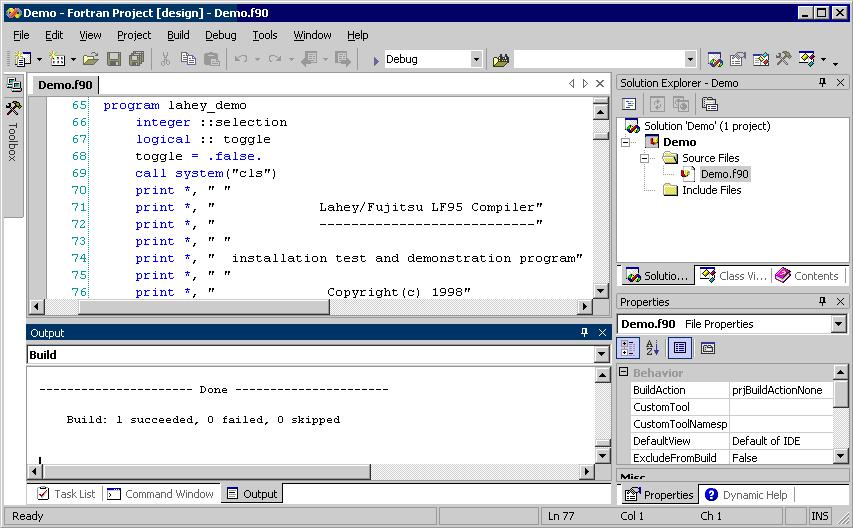 Demo - Fortran Project [design] - Demo.f90
File Edit View Project Build Debug Tools Window Help
Debug
Toolbox
Demo.f90
65 program lahey_demo
66 integer ::selection
67 logical :: toggle
68 toggle = .false.
69 call system("cls")
70 print *, " "
71 print *, " Lahey/Fujitsu LF95 Compiler"
72 print *, " ---------------------------"
73 print *, " "
74 print *, " installation test and demonstration program"
75 print *, " "
76 print *, " Copyright(c) 1998"
Solution Explorer - Demo
Solution 'Demo' (1 project)
Demo
Source Files
Demo.f90
Include Files
Solutio... Class Vi... Contents
Properties
Demo.f90 File Properties
Behavior
BuildAction prjBuildActionNone
CustomTool
CustomToolNamesp
DefaultView Default of IDE
ExcludeFromBuild False
Misc
Properties Dynamic Help
Output
Build
---------------------- Done ----------------------
Build: 1 succeeded, 0 failed, 0 skipped
Task List Command Window Output
Ready Ln 77 Col 1 Ch 1 INS